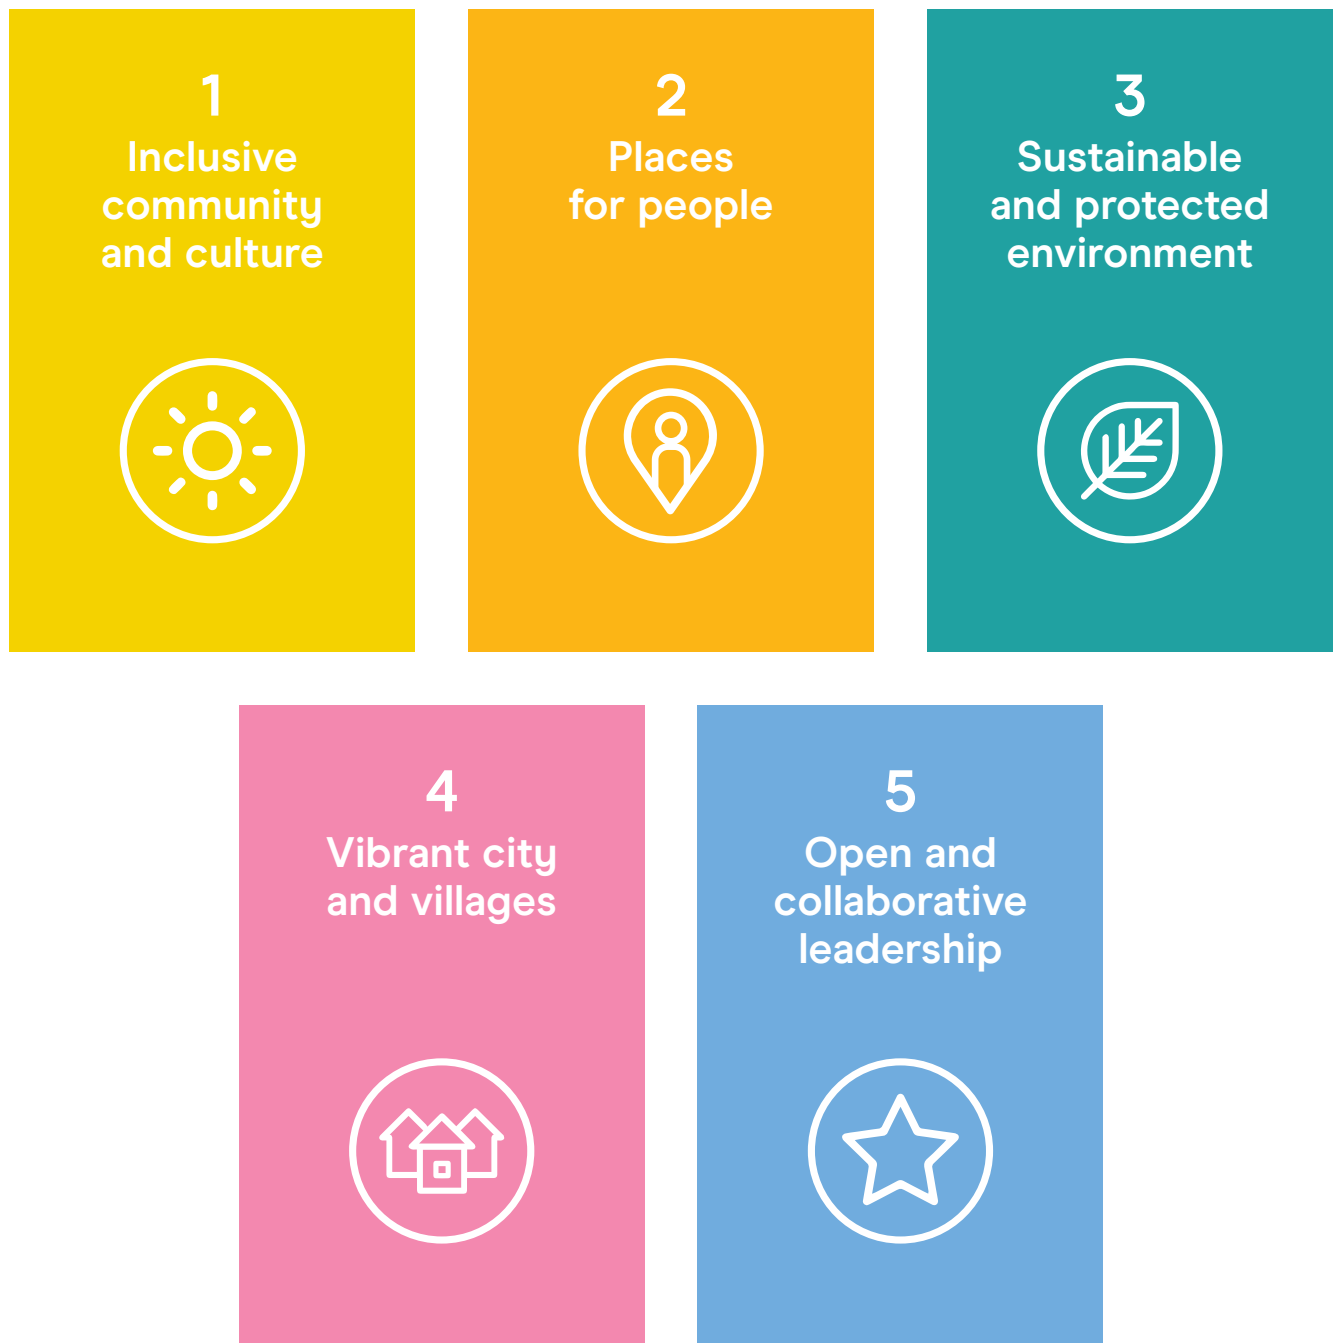 1
Inclusive
community
and culture
2
Places
for people
3
Sustainable
and protected
environment
4
Vibrant city
and villages
5
Open and
collaborative
leadership